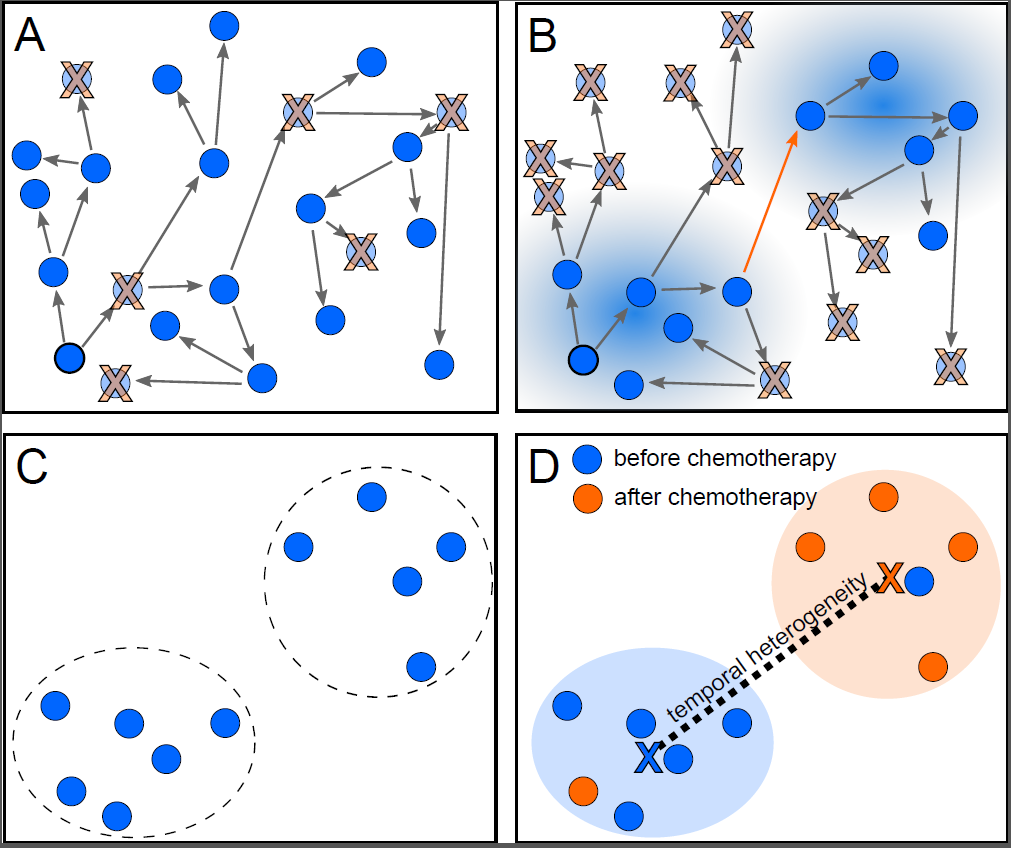 A
B
C
D
before chemotherapy
after chemotherapy
temporal heterogeneity
X
X